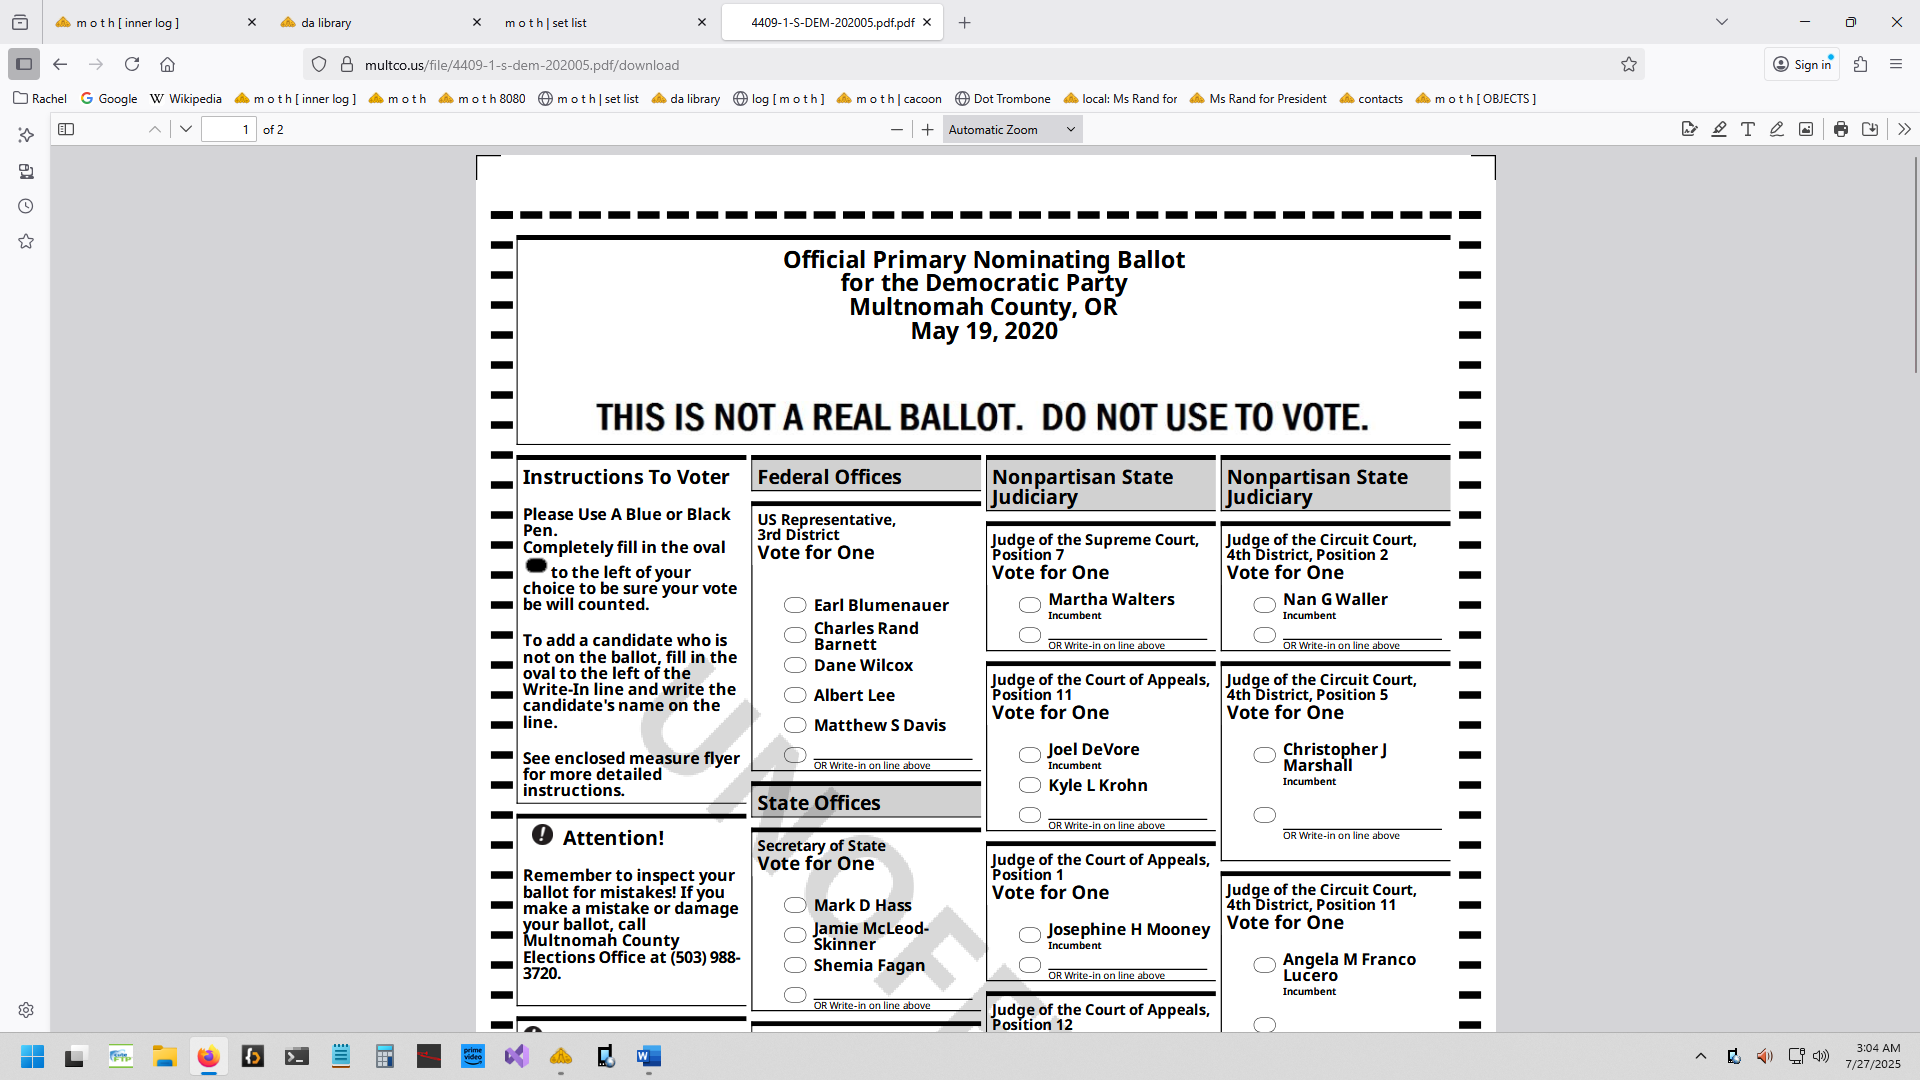 m o t h [ inner log ]
da library
m o t h | set list
4409-1-S-DEM-202005.pdf.pdf
multco.us/file/4409-1-s-dem-202005.pdf/download
Sign in
Rachel
Google
Wikipedia
m o t h [ inner log ]
m o t h
m o t h 8080
m o t h | set list
da library
log [ m o t h ]
m o t h | cacoon
Dot Trombone
local: Ms Rand for
Ms Rand for President
contacts
m o t h [ OBJECTS ]
1 of 2
Automatic Zoom
Official Primary Nominating Ballot
for the Democratic Party
Multnomah County, OR
May 19, 2020
THIS IS NOT A REAL BALLOT. DO NOT USE TO VOTE.
Instructions To Voter
Please Use A Blue or Black
Pen.
Completely fill in the oval
to the left of your
choice to be sure your vote
be will counted.
To add a candidate who is
not on the ballot, fill in the
oval to the left of the
Write-In line and write the
candidate's name on the
line.
See enclosed measure flyer
for more detailed
instructions.
Attention!
Remember to inspect your
ballot for mistakes! If you
make a mistake or damage
your ballot, call
Multnomah County
Elections Office at (503) 988-
3720.
Federal Offices
US Representative,
3rd District
Vote for One
Earl Blumenauer
Charles Rand
Barnett
Dane Wilcox
Albert Lee
Matthew S Davis
OR Write-in on line above
State Offices
Secretary of State
Vote for One
Mark D Hass
Jamie McLeod-
Skinner
Shemia Fagan
OR Write-in on line above
Nonpartisan State
Judiciary
Judge of the Supreme Court,
Position 7
Vote for One
Martha Walters
Incumbent
OR Write-in on line above
Judge of the Court of Appeals,
Position 11
Vote for One
Joel DeVore
Incumbent
Kyle L Krohn
OR Write-in on line above
Judge of the Court of Appeals,
Position 1
Vote for One
Josephine H Mooney
Incumbent
OR Write-in on line above
Judge of the Court of Appeals,
Position 12
Nonpartisan State
Judiciary
Judge of the Circuit Court,
4th District, Position 2
Vote for One
Nan G Waller
Incumbent
OR Write-in on line above
Judge of the Circuit Court,
4th District, Position 5
Vote for One
Christopher J
Marshall
Incumbent
OR Write-in on line above
Judge of the Circuit Court,
4th District, Position 11
Vote for One
Angela M Franco
Lucero
Incumbent
3:04 AM
7/27/2025